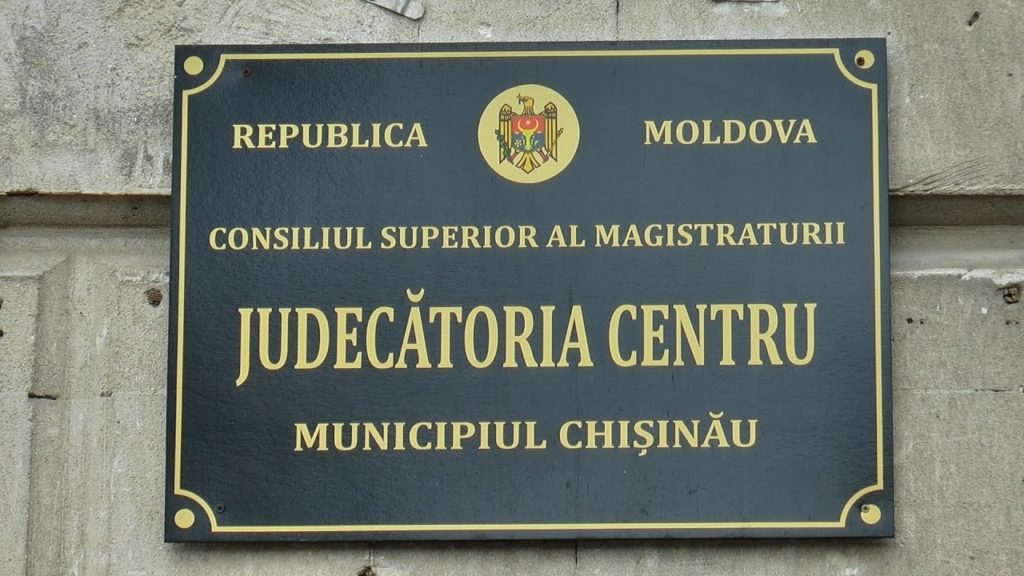 REPUBLICA MOLDOVA
CONSILIUL SUPERIOR AL MAGISTRATURII
JUDECĂTORIA CENTRU
MUNICIPIUL CHIȘINĂU